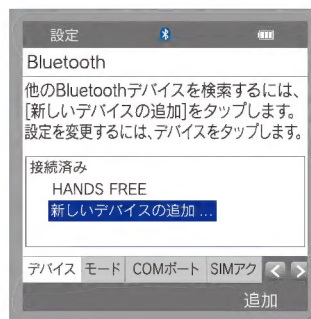 設定
Bluetooth
他のBluetoothデバイスを検索するには、
[新しいデバイスの追加]をタップします。
設定を変更するには、デバイスをタップします。
接続済み
HANDS FREE
新しいデバイスの追加 ...
デバイス モード COMポート SIMアク
追加